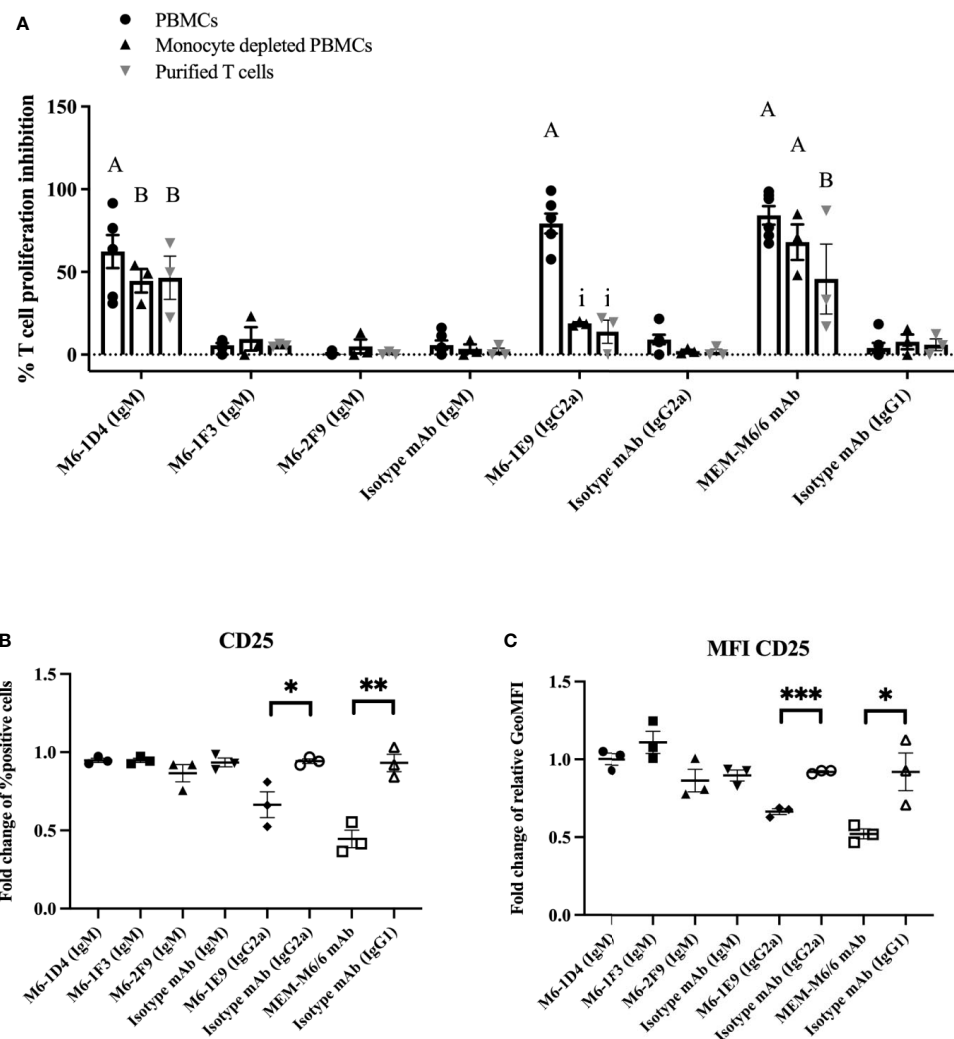 A
PBMCs
Monocyte depleted PBMCs
Purified T cells
% T cell proliferation inhibition
150
100
50
0
A
B
B
A
i
i
A
A
B
M6-1D4 (IgM)
M6-1F3 (IgM)
M6-2F9 (IgM)
Isotype mAb (IgM)
M6-1E9 (IgG2a)
Isotype mAb (IgG2a)
MEM-M6/6 mAb
Isotype mAb (IgG1)
B
CD25
Fold change of %positive cells
1.5
1.0
0.5
0.0
*
**
M6-1D4 (IgM)
M6-1F3 (IgM)
M6-2F9 (IgM)
Isotype mAb (IgM)
M6-1E9 (IgG2a)
Isotype mAb (IgG2a)
MEM-M6/6 mAb
Isotype mAb (IgG1)
C
MFI CD25
Fold change of relative GeoMFI
1.5
1.0
0.5
0.0
***
*
M6-1D4 (IgM)
M6-1F3 (IgM)
M6-2F9 (IgM)
Isotype mAb (IgM)
M6-1E9 (IgG2a)
Isotype mAb (IgG2a)
MEM-M6/6 mAb
Isotype mAb (IgG1)